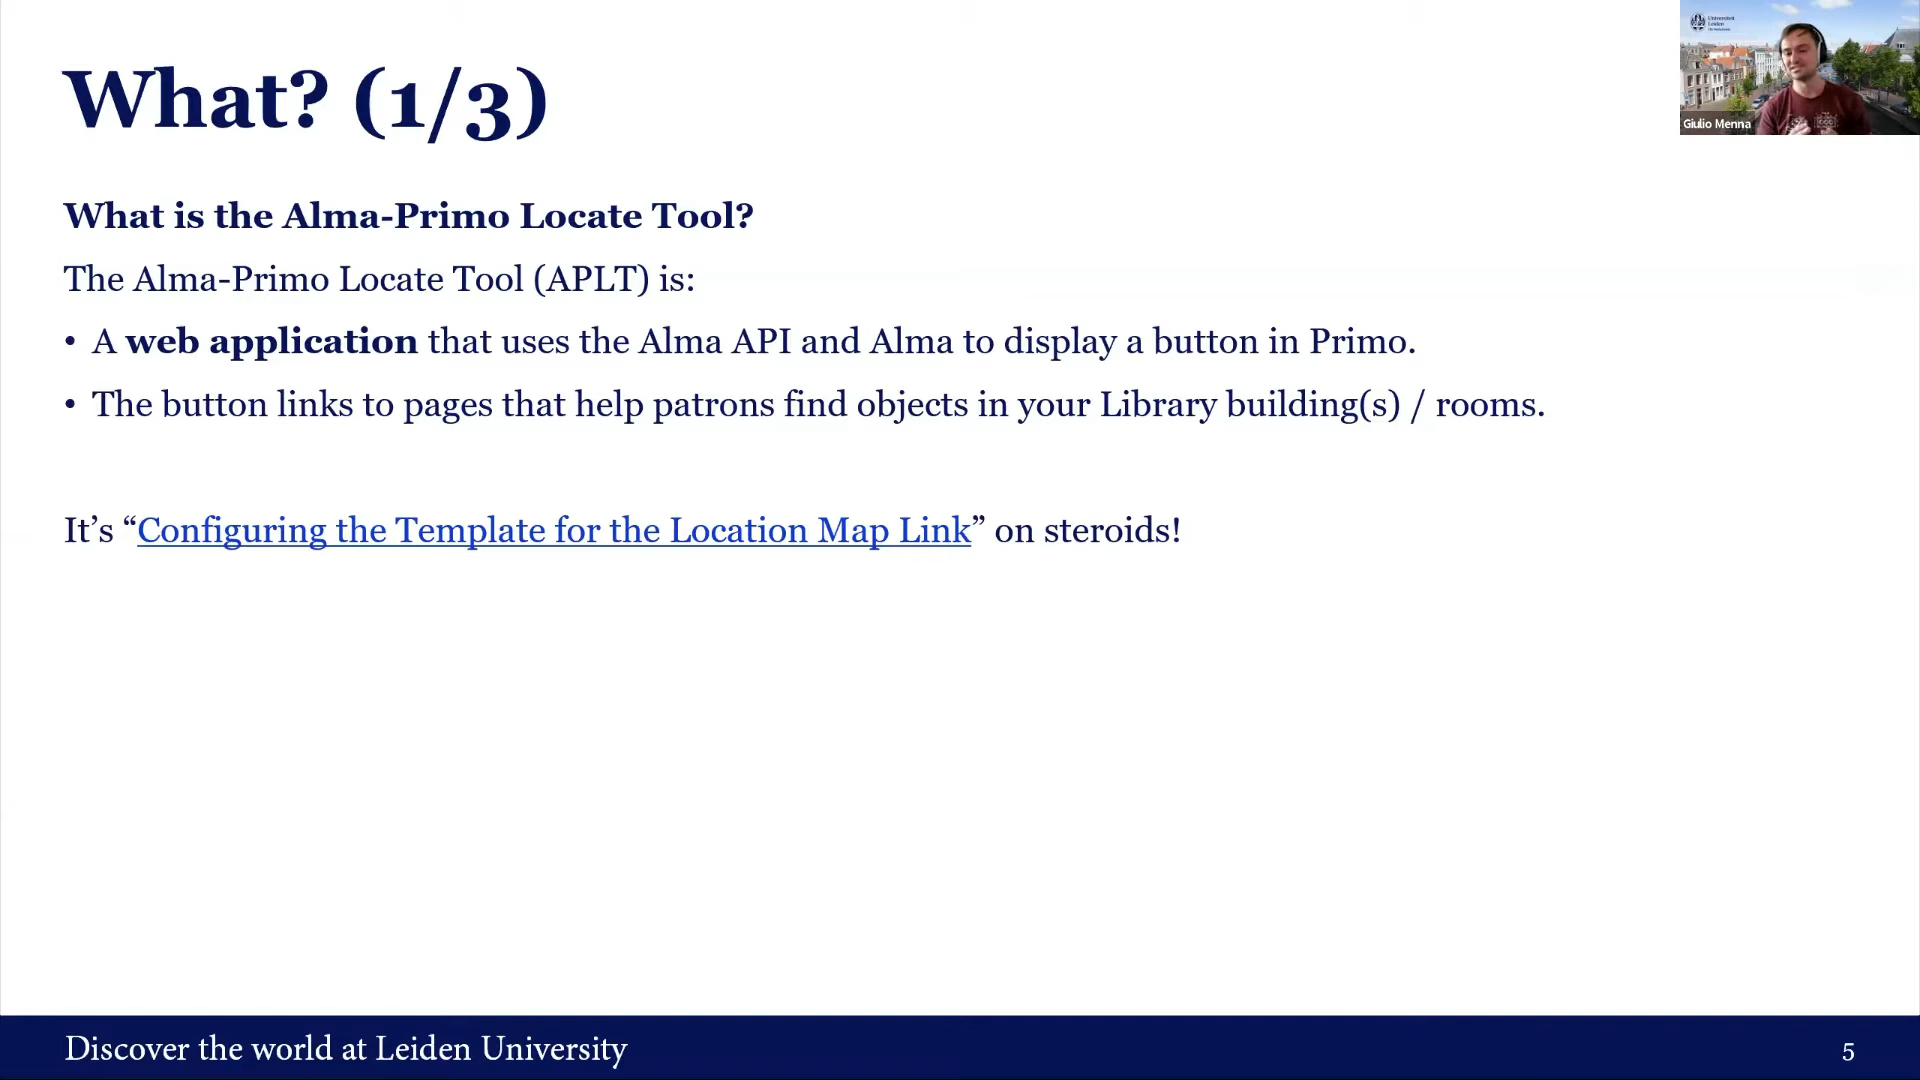 What? (1/3)
Universiteit
Leiden
Giulio Menna
What is the Alma-Primo Locate Tool?
The Alma-Primo Locate Tool (APLT) is:
• A web application that uses the Alma API and Alma to display a button in Primo.
• The button links to pages that help patrons find objects in your Library building(s) / rooms.
It’s “Configuring the Template for the Location Map Link” on steroids!
Discover the world at Leiden University
5